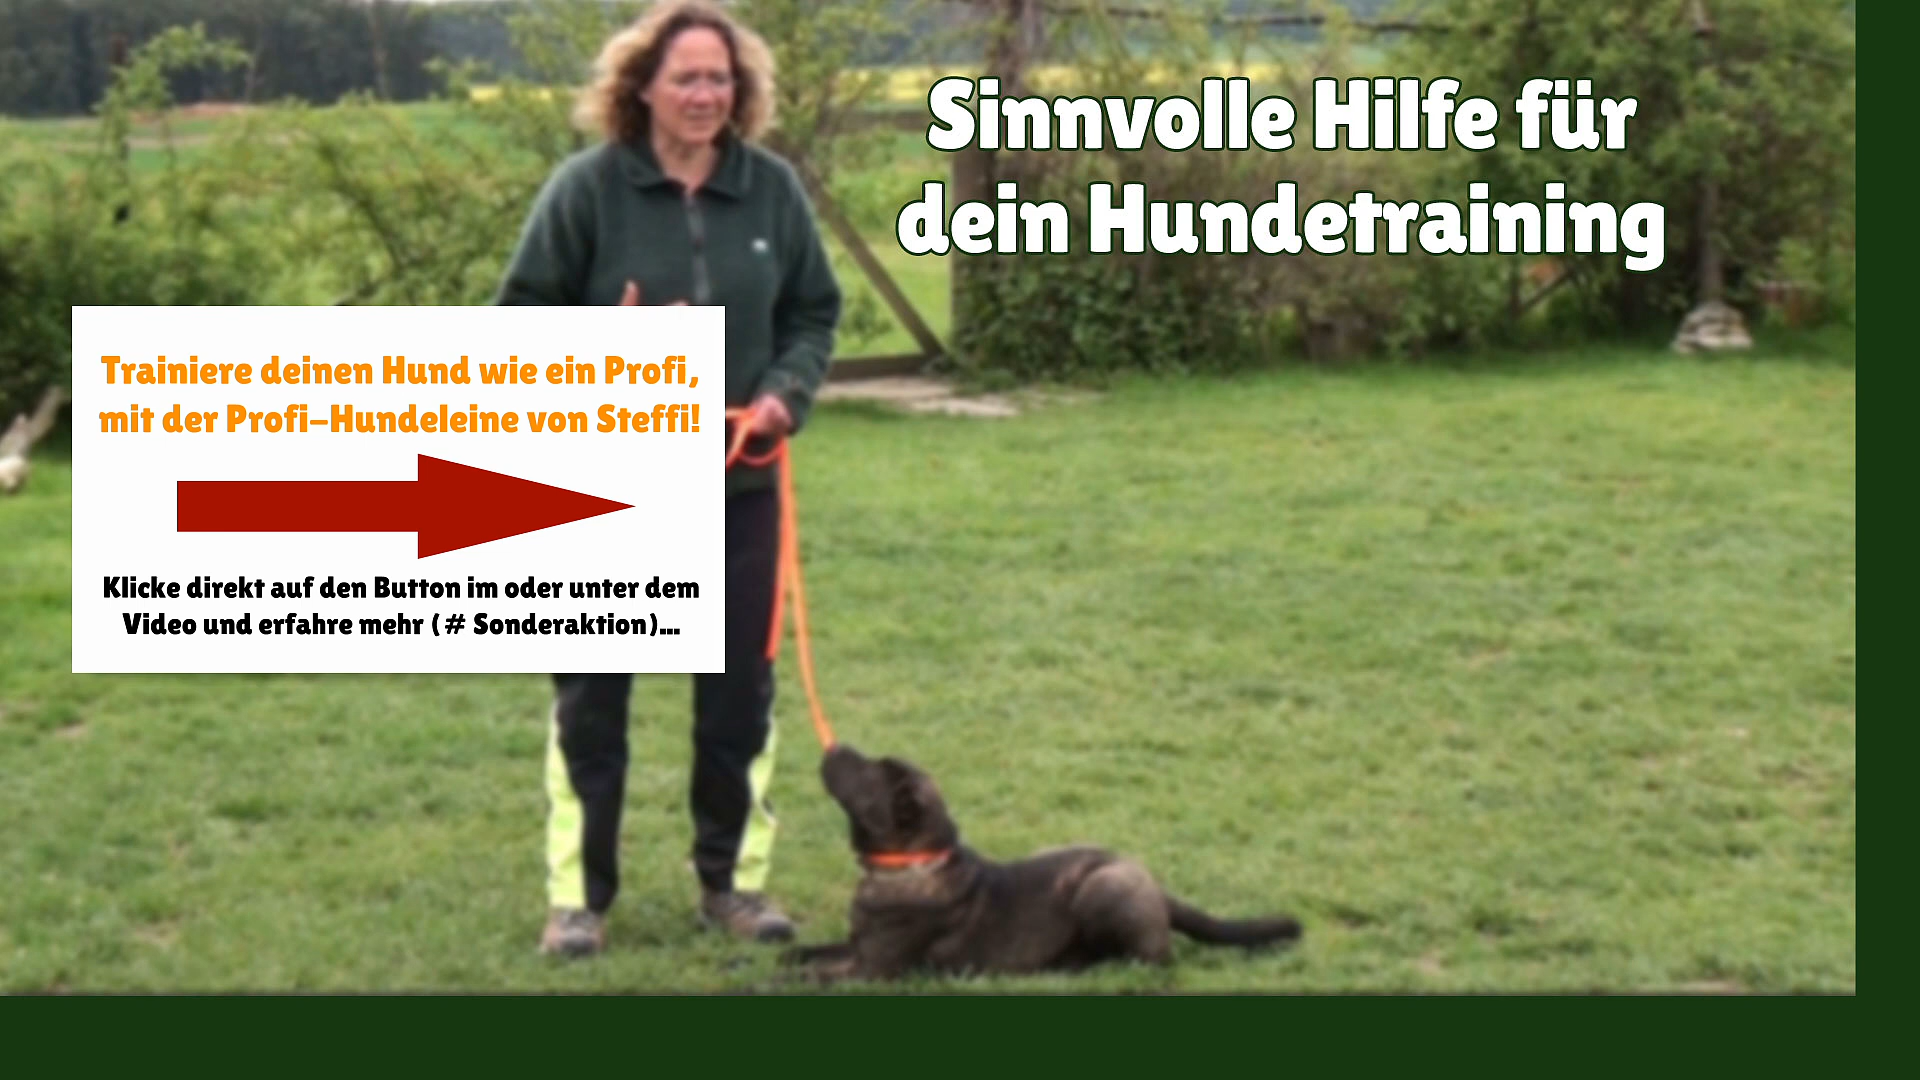 Sinnvolle Hilfe für
dein Hundetraining
Trainiere deinen Hund wie ein Profi,
mit der Profi-Hundeleine von Steffi!
Klicke direkt auf den Button im oder unter dem
Video und erfahre mehr (# Sonderaktion)...